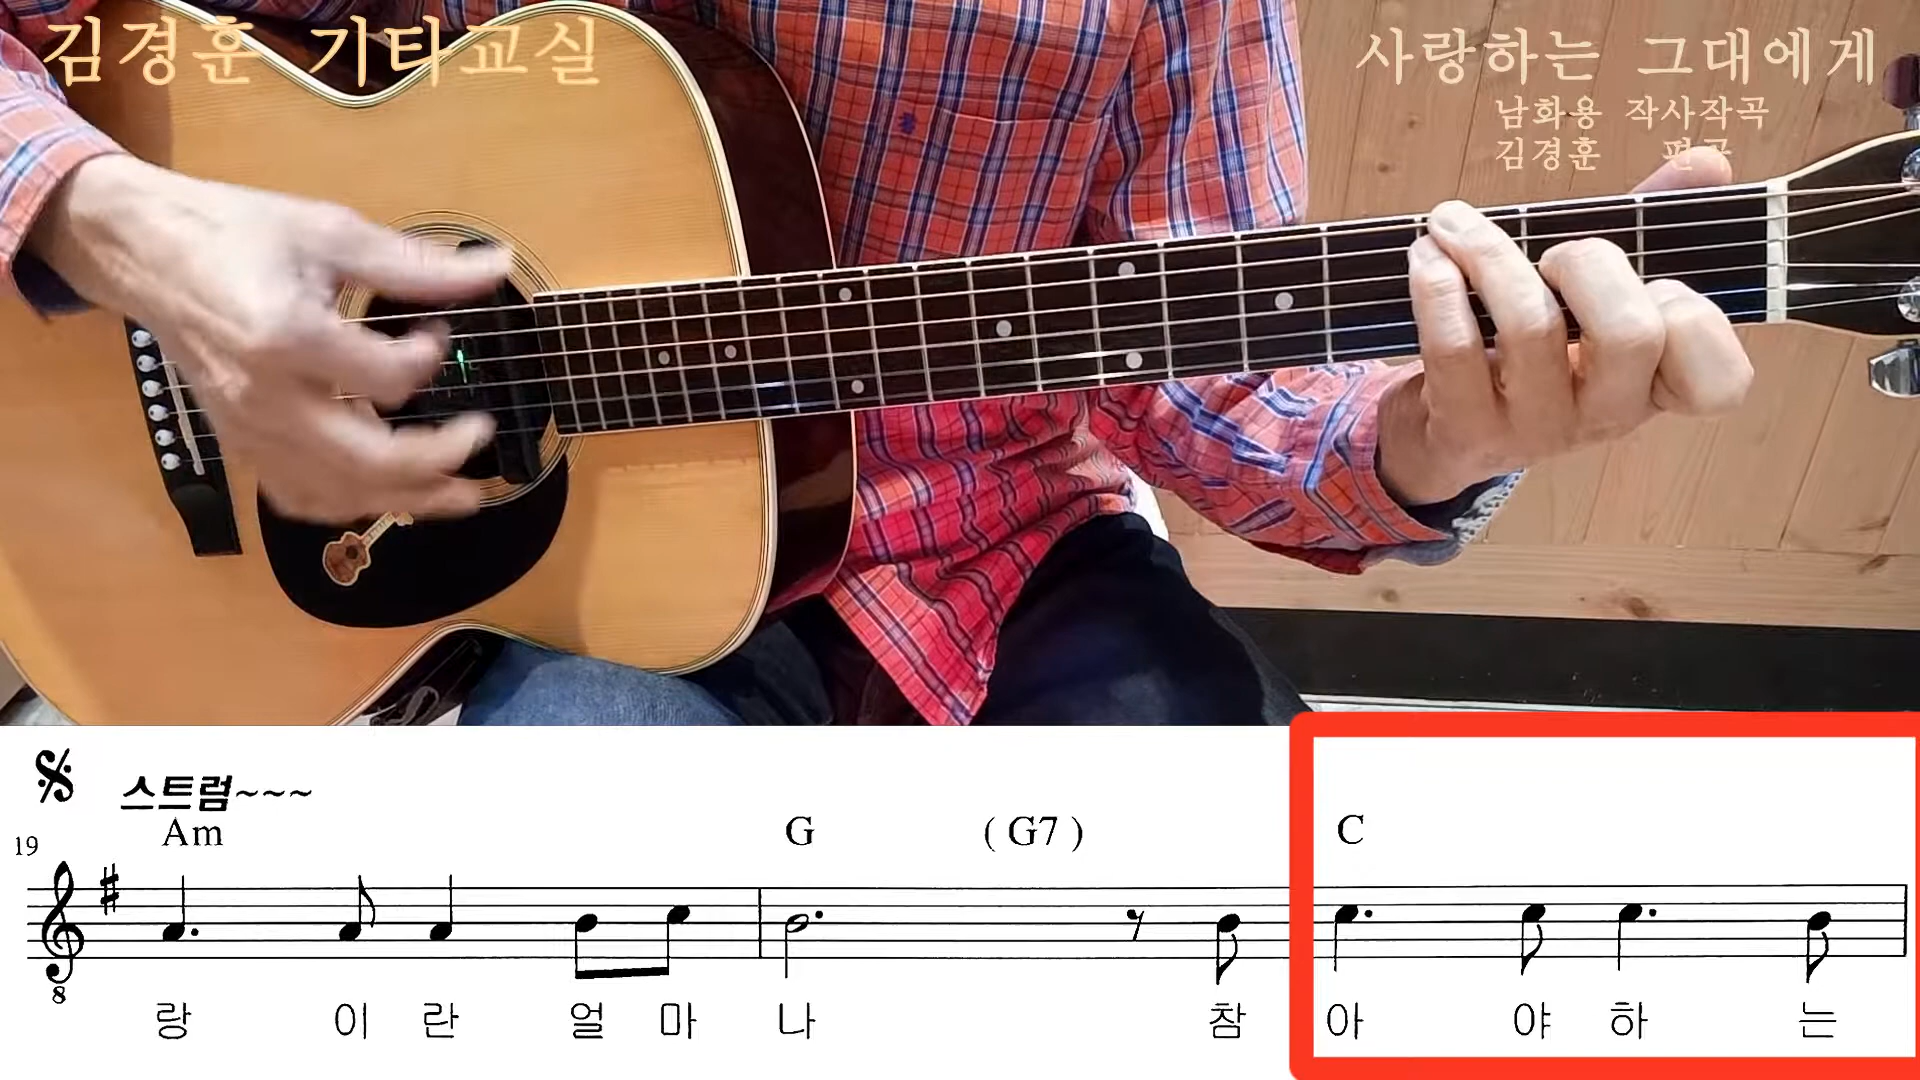 김경훈 기타교실
사랑하는 그대에게
남화용 작사작곡
김경훈 편곡
스트럼~~~
19 Am G ( G7 ) C
8
랑 이 란 얼 마 나 참 아 야 하 는